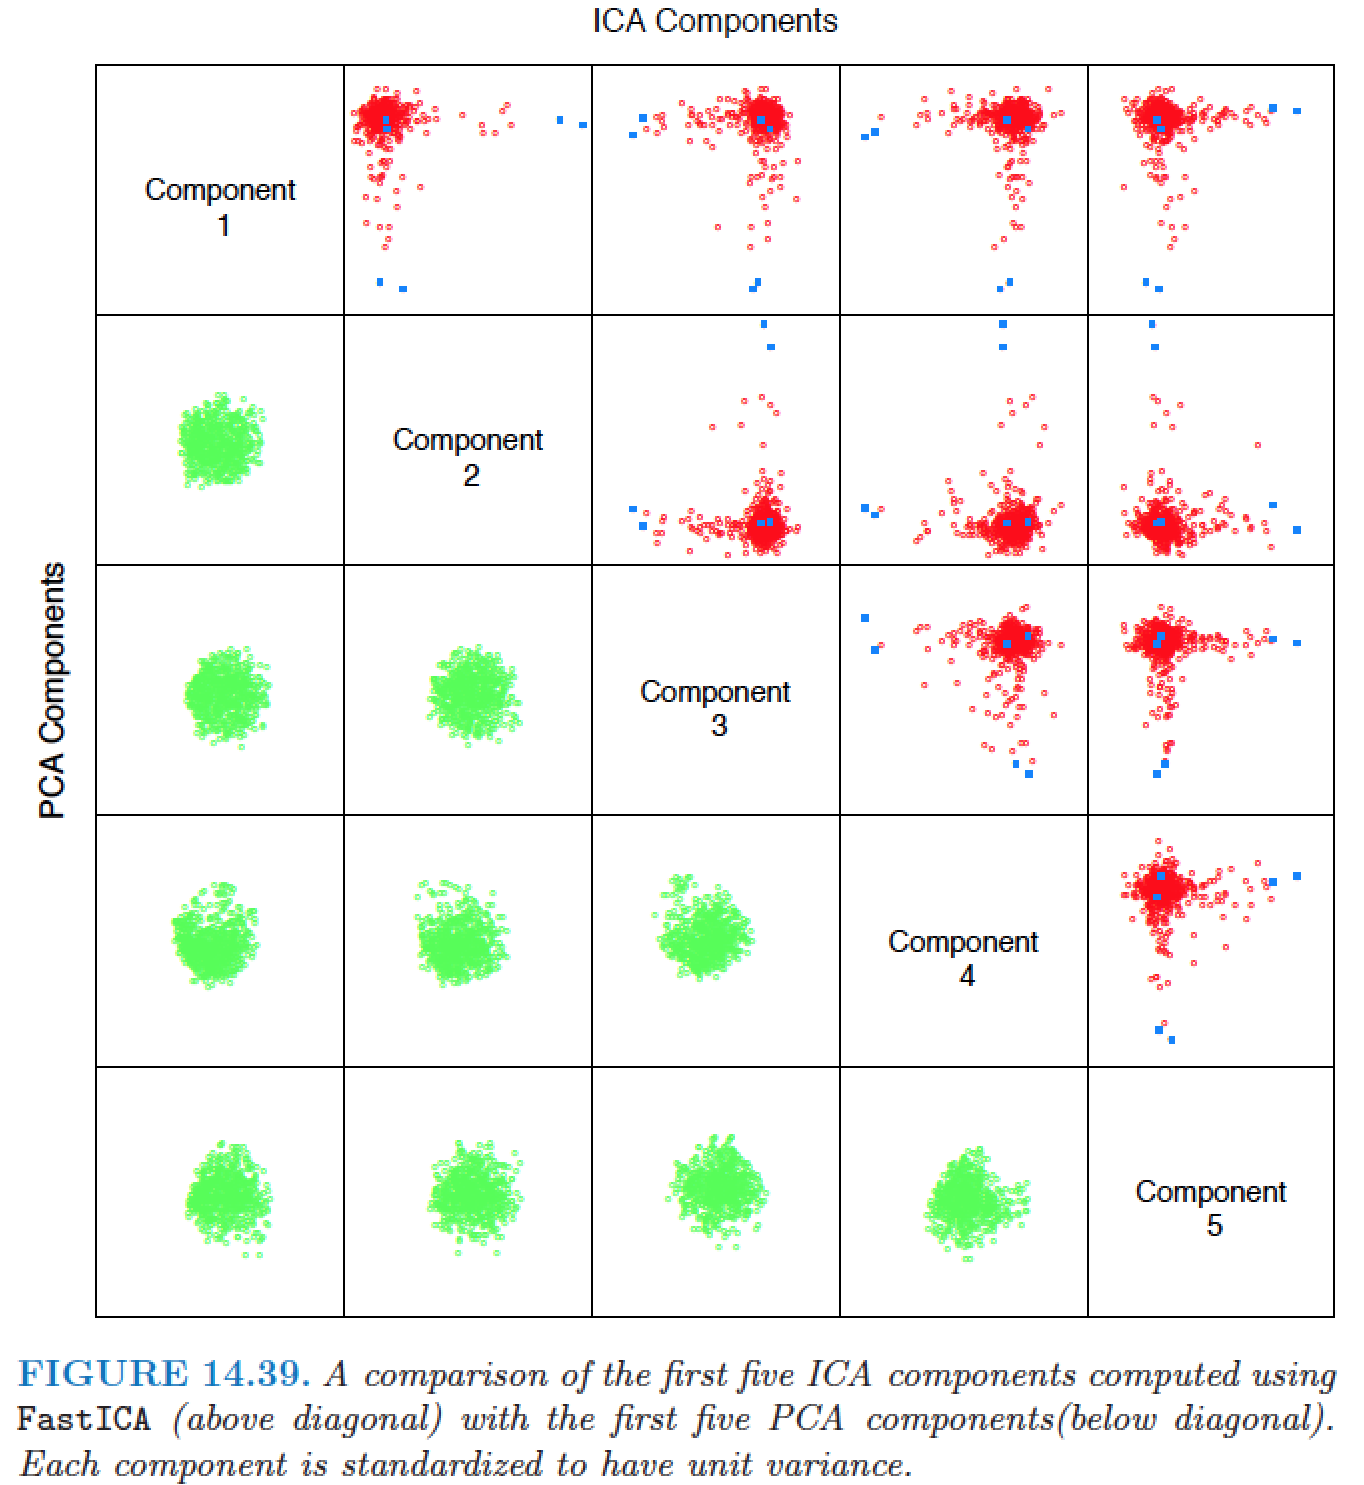 ICA Components
Component
1
Component
2
PCA Components
Component
3
Component
4
Component
5
FIGURE 14.39. A comparison of the first five ICA components computed using
FastICA (above diagonal) with the first five PCA components(below diagonal).
Each component is standardized to have unit variance.